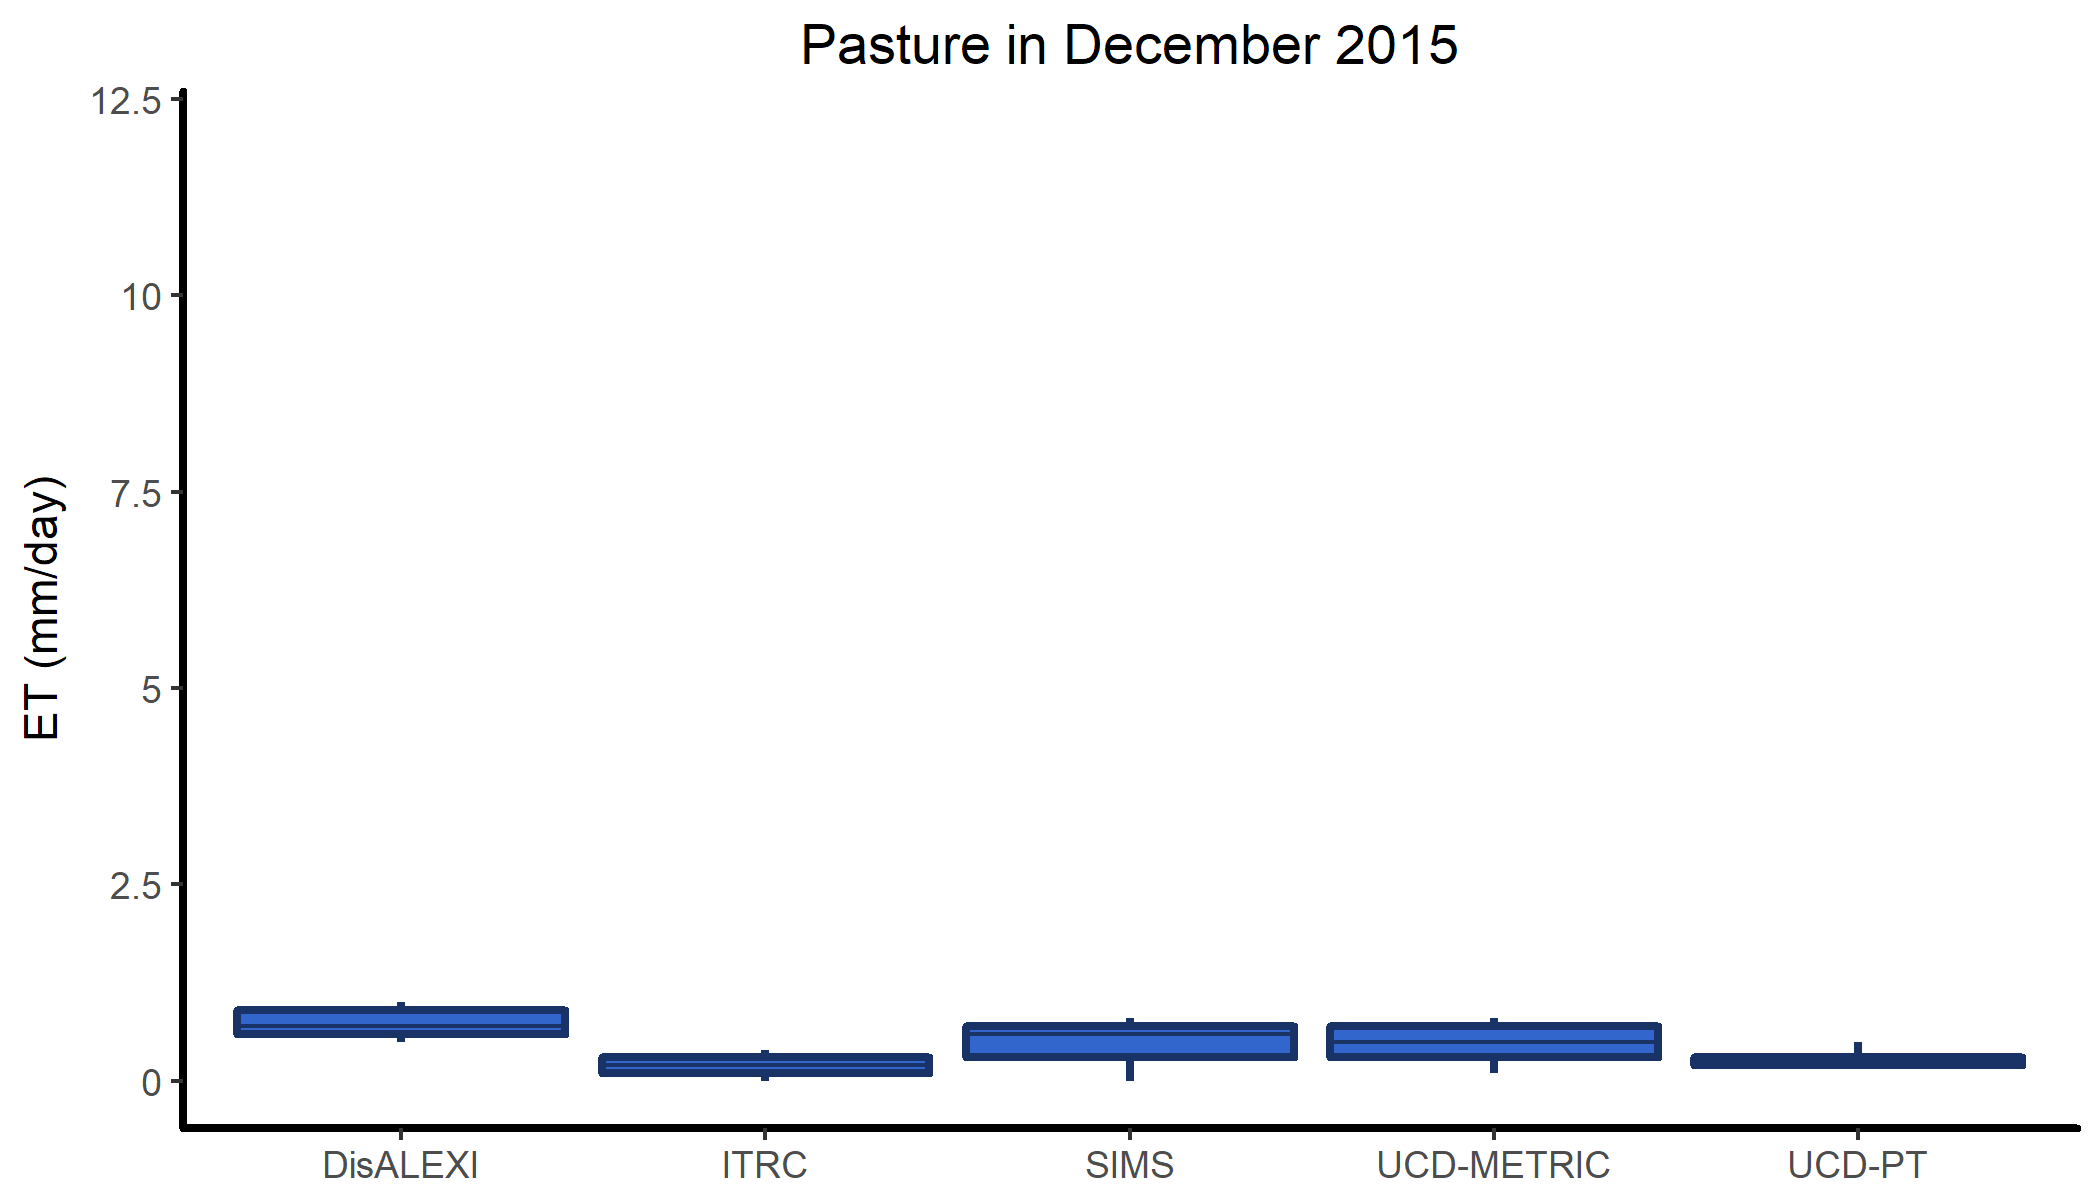 Pasture in December 2015
12.5
10
7.5
5
2.5
0
ET (mm/day)
DisALEXI ITRC SIMS UCD-METRIC UCD-PT